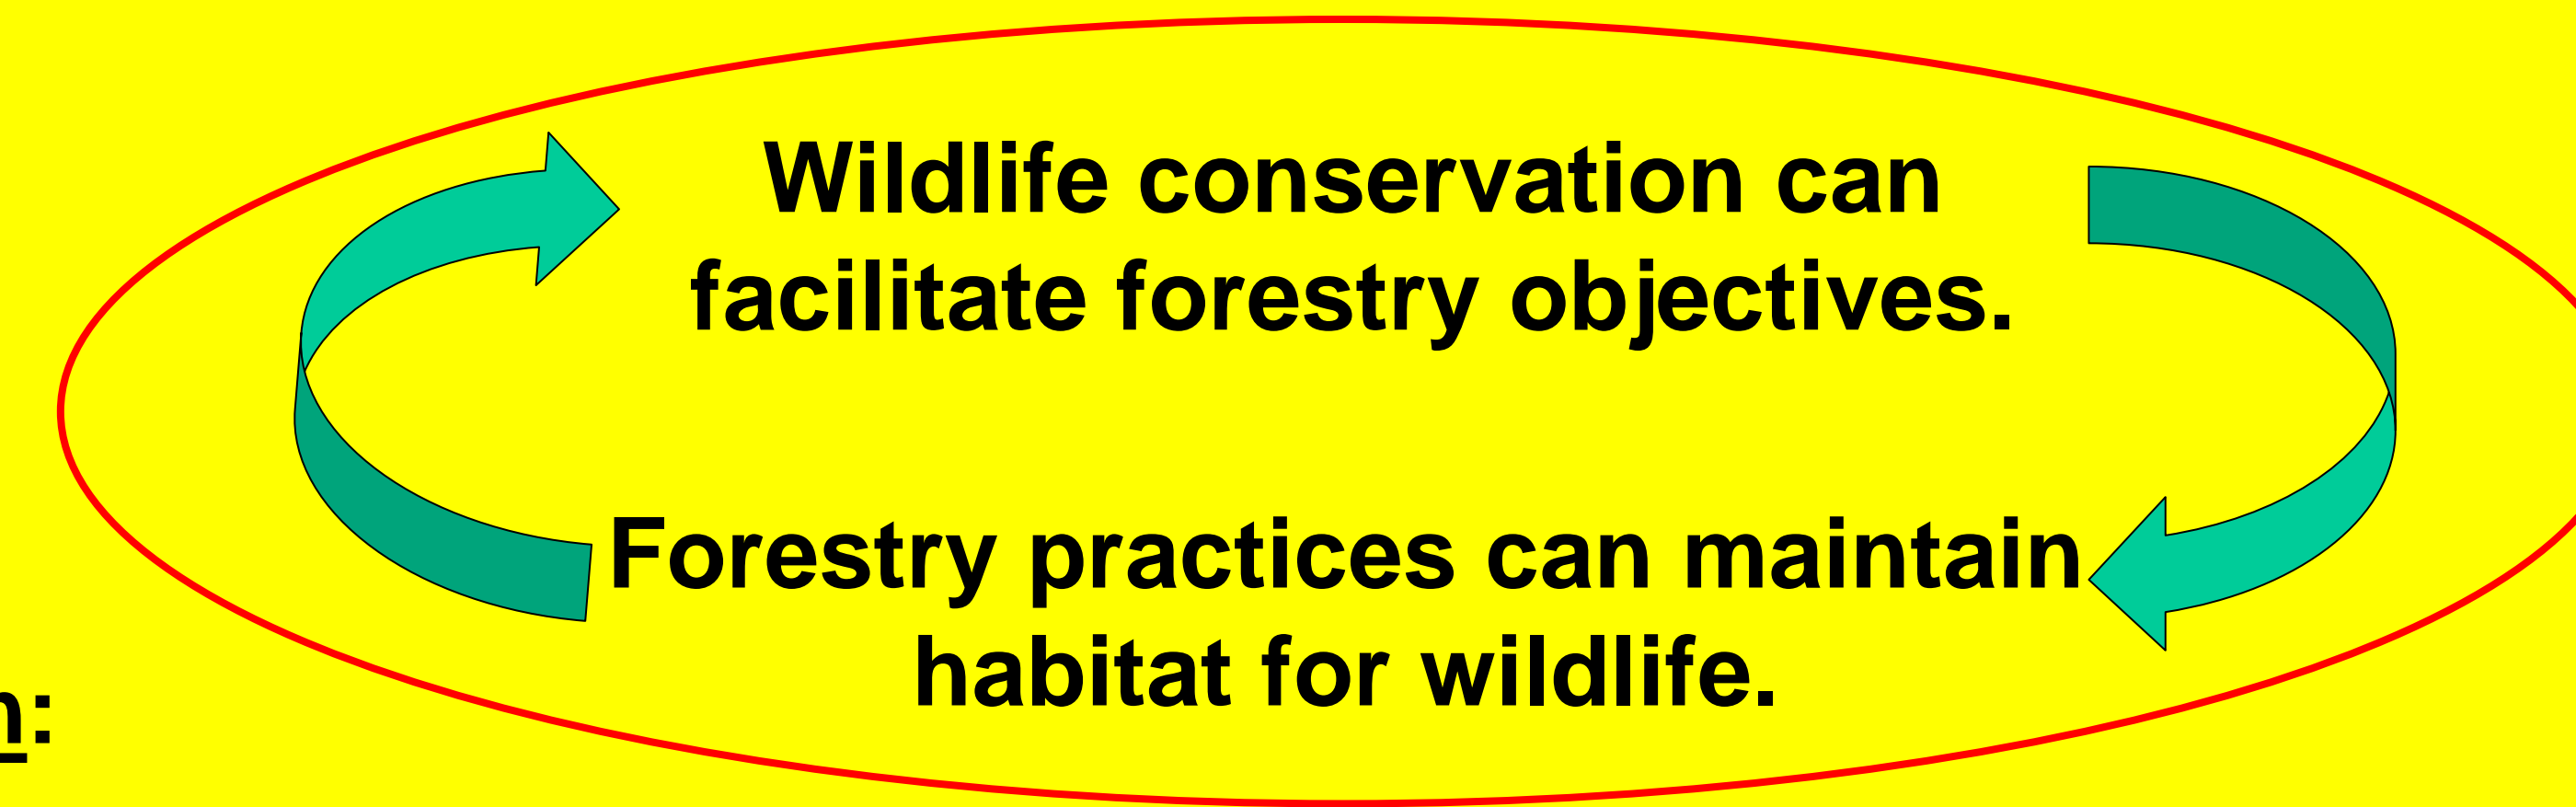 Wildlife conservation can
facilitate forestry objectives.
Forestry practices can maintain
habitat for wildlife.